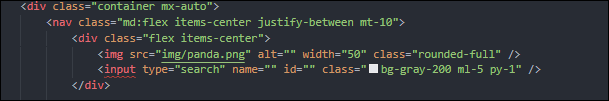 <div class="container mx-auto">
<nav class="md:flex items-center justify-between mt-10">
<div class="flex items-center">
<img src="img/panda.png" alt="" width="50" class="rounded-full" />
<input type="search" name="" id="" class="bg-gray-200 ml-5 py-1" />
</div>